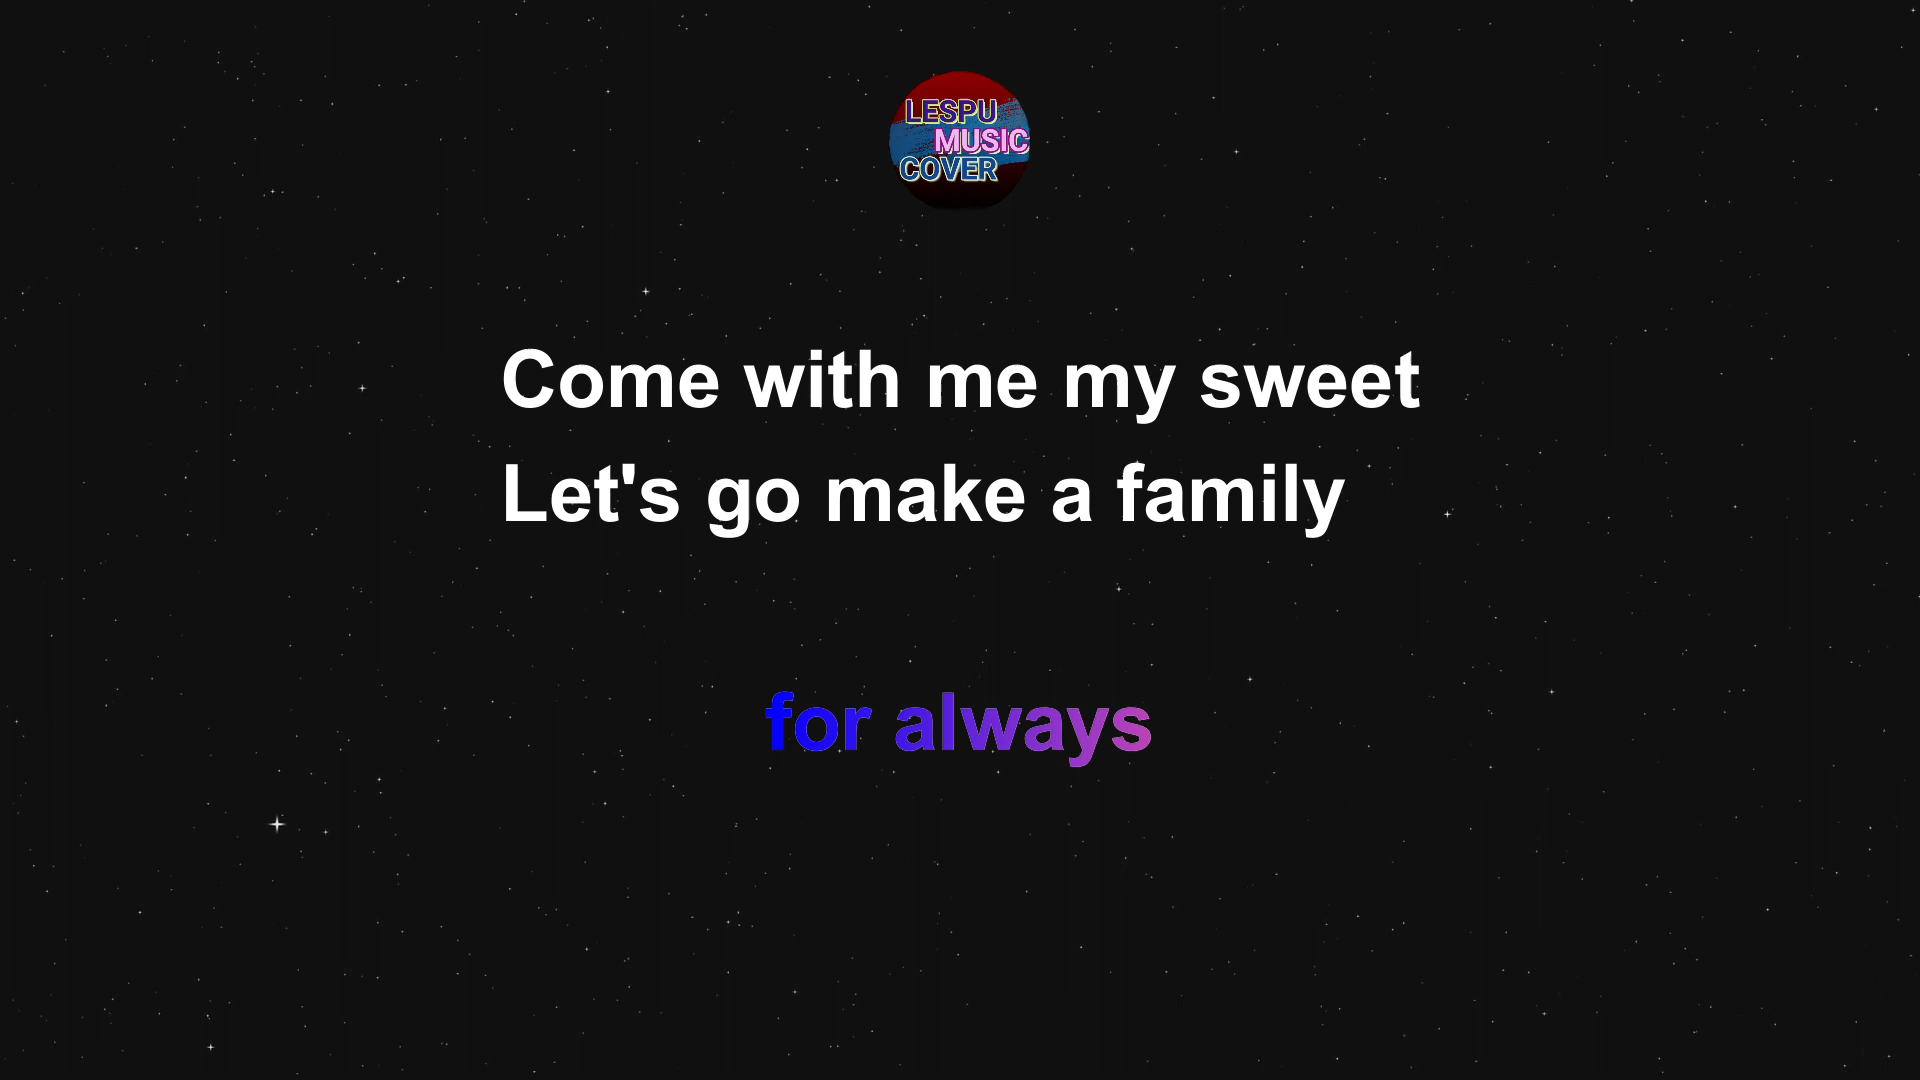 LESPU
MUSIC
COVER
Come with me my sweet
Let's go make a family
for always